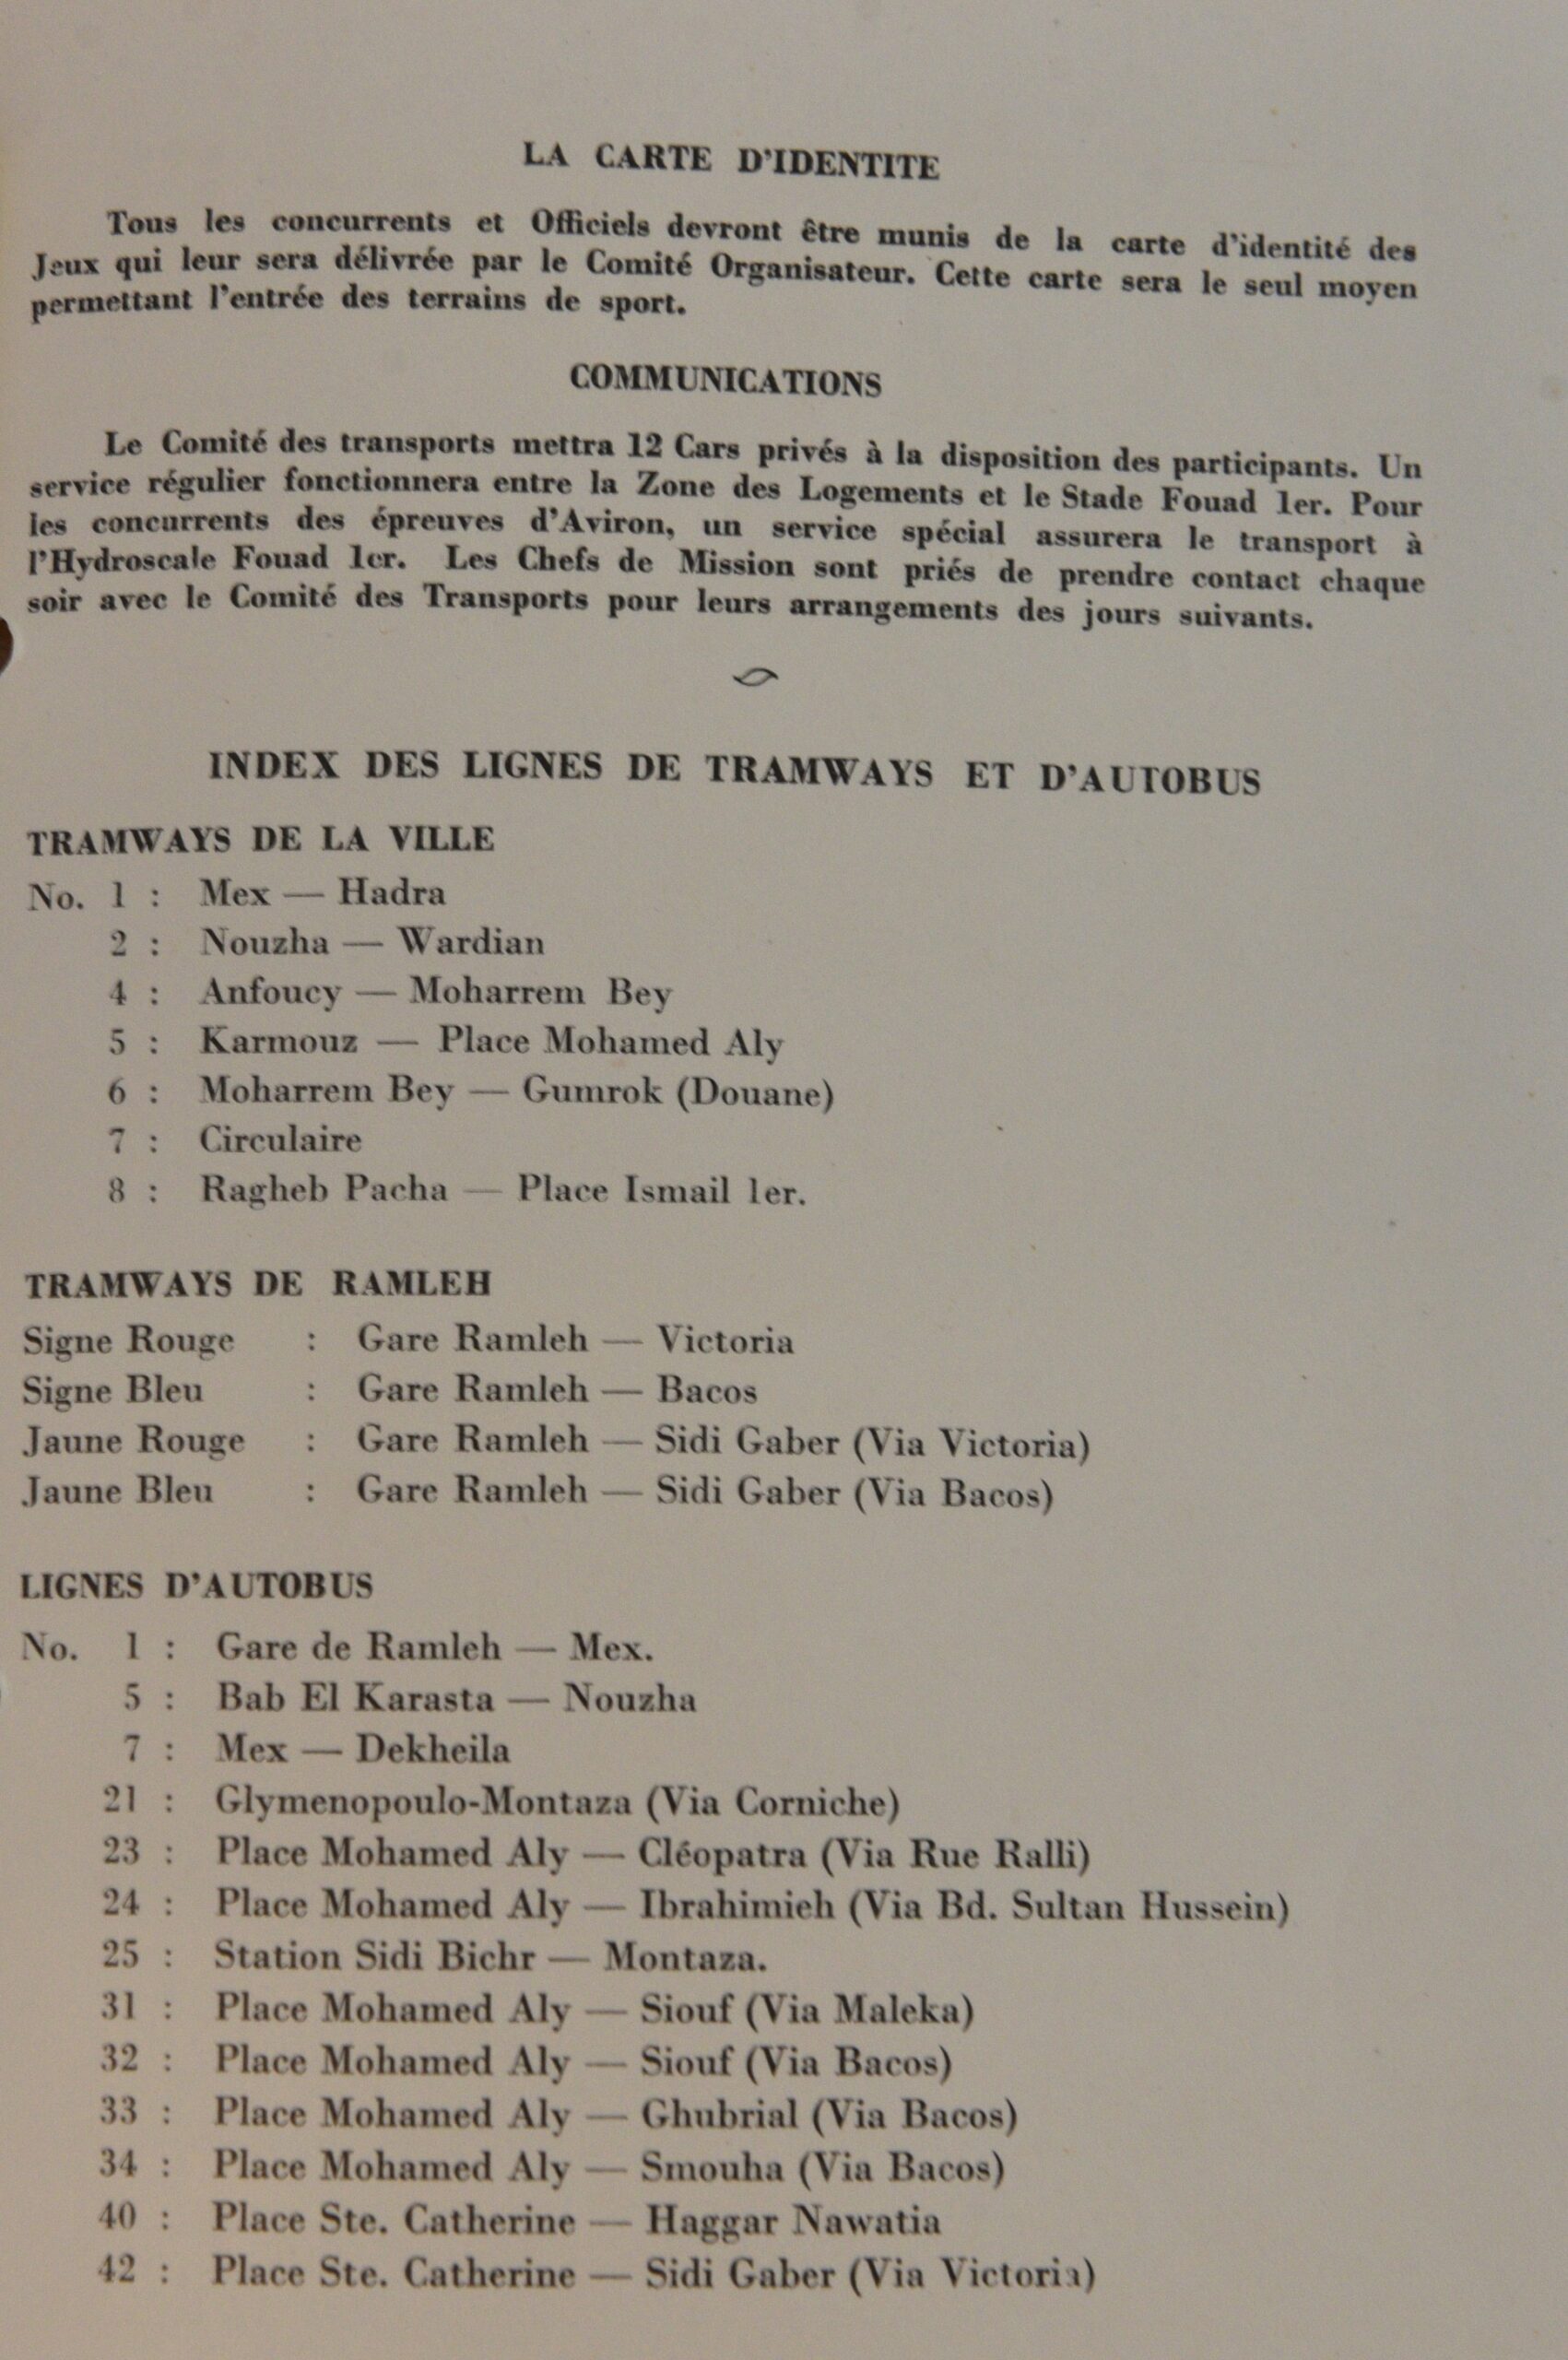 LA CARTE D'IDENTITE
Tous les concurrents et Officiels devront être munis de la carte d'identité des
Jeux qui leur sera délivrée par le Comité Organisateur. Cette carte sera le seul moyen
permettant l'entrée des terrains de sport.
COMMUNICATIONS
Le Comité des transports mettra 12 Cars privés à la disposition des participants. Un
service régulier fonctionnera entre la Zone des Logements et le Stade Fouad 1er. Pour
les concurrents des épreuves d'Aviron, un service spécial assurera le transport à
l'Hydroscale Fouad 1er. Les Chefs de Mission sont priés de prendre contact chaque
soir avec le Comité des Transports pour leurs arrangements des jours suivants.
INDEX DES LIGNES DE TRAMWAYS ET D'AUTOBUS
TRAMWAYS DE LA VILLE
No. 1 : Mex — Hadra
2 : Nouzha — Wardian
4 : Anfoucy — Moharrem Bey
5 : Karmouz — Place Mohamed Aly
6 : Moharrem Bey — Gumrok (Douane)
7 : Circulaire
8 : Ragheb Pacha — Place Ismail 1er.
TRAMWAYS DE RAMLEH
Signe Rouge : Gare Ramleh — Victoria
Signe Bleu : Gare Ramleh — Bacos
Jaune Rouge : Gare Ramleh — Sidi Gaber (Via Victoria)
Jaune Bleu : Gare Ramleh — Sidi Gaber (Via Bacos)
LIGNES D'AUTOBUS
No. 1 : Gare de Ramleh — Mex.
5 : Bab El Karasta — Nouzha
7 : Mex — Dekheila
21 : Glymenopoulo-Montaza (Via Corniche)
23 : Place Mohamed Aly — Cléopatra (Via Rue Ralli)
24 : Place Mohamed Aly — Ibrahimieh (Via Bd. Sultan Hussein)
25 : Station Sidi Bichr — Montaza.
31 : Place Mohamed Aly — Siouf (Via Maleka)
32 : Place Mohamed Aly — Siouf (Via Bacos)
33 : Place Mohamed Aly — Ghubrial (Via Bacos)
34 : Place Mohamed Aly — Smouha (Via Bacos)
40 : Place Ste. Catherine — Haggar Nawatia
42 : Place Ste. Catherine — Sidi Gaber (Via Victoria)